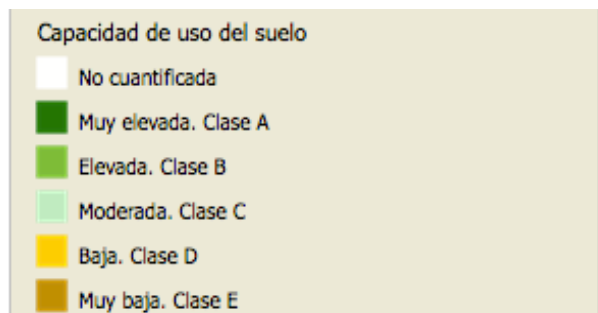 Capacidad de uso del suelo
No cuantificada
Muy elevada. Clase A
Elevada. Clase B
Moderada. Clase C
Baja. Clase D
Muy baja. Clase E